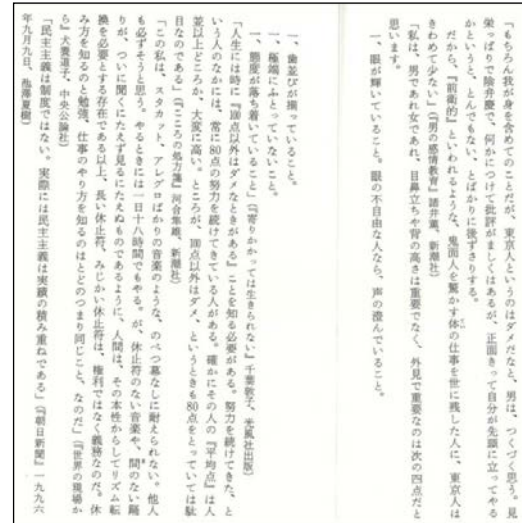 「もちろん我が身を含めてのことだが、東京人というのはダメだなと、男は、つくづく思う。見
栄っぱりで陰弁慶で、何かにつけて批評がましくはあるが、正面きって自分が先頭に立ってやる
かというと、とんでもない、とばかりに後ずさりする。
だから、『前衛的』といわれるような、鬼面人を驚かす体の仕事を世に残した人に、東京人は
きわめて少ない」（『男の感情教育』諸井薫、新潮社）
「私は、男であれ女であれ、目鼻立ちや背の高さは重要でなく、外見で重要なのは次の四点だと
思います。
一、眼が輝いていること。眼の不自由な人なら、声の澄んでいること。
一、歯並びが揃っていること。
一、極端にふとっていないこと。
一、態度が落ち着いていること」（『寄りかかっては生きられない』千葉敦子、光風社出版）
「人生には時に『100点以外はダメなときがある』ことを知る必要がある。努力を続けてきた、と
いう人のなかには、常に80点の努力を続けてきている人がある。確かにその人の『平均点』は人
並以上どころか、大変に高い。ところが、100点以外はダメ、というときも80点をとっていては駄
目なのである」（『こころの処方箋』河合隼雄、新潮社）
「この私は、スタカット、アレグロばかりの音楽のような、のべつ幕なしに耐えられない。他人
も必ずそうと思う。やるときには一日十八時間でもやる。が、休止符のない音楽や、間のない踊
りが、ついに聞くにたえず見るにたえぬものであるように、人間は、その本性からしてリズム転
換を必要とする存在である以上、長い休止符、みじかい休止符は、権利ではなく義務なのだ。休
み方を知るのと勉強、仕事のやり方を知るのはとどのつまり同じこと、なのだ」（『世界の現場か
ら』犬養道子、中央公論社）
「民主主義は制度ではない。実際には民主主義は実績の積み重ねである」（『朝日新聞』一九九六
年九月九日、池澤夏樹）